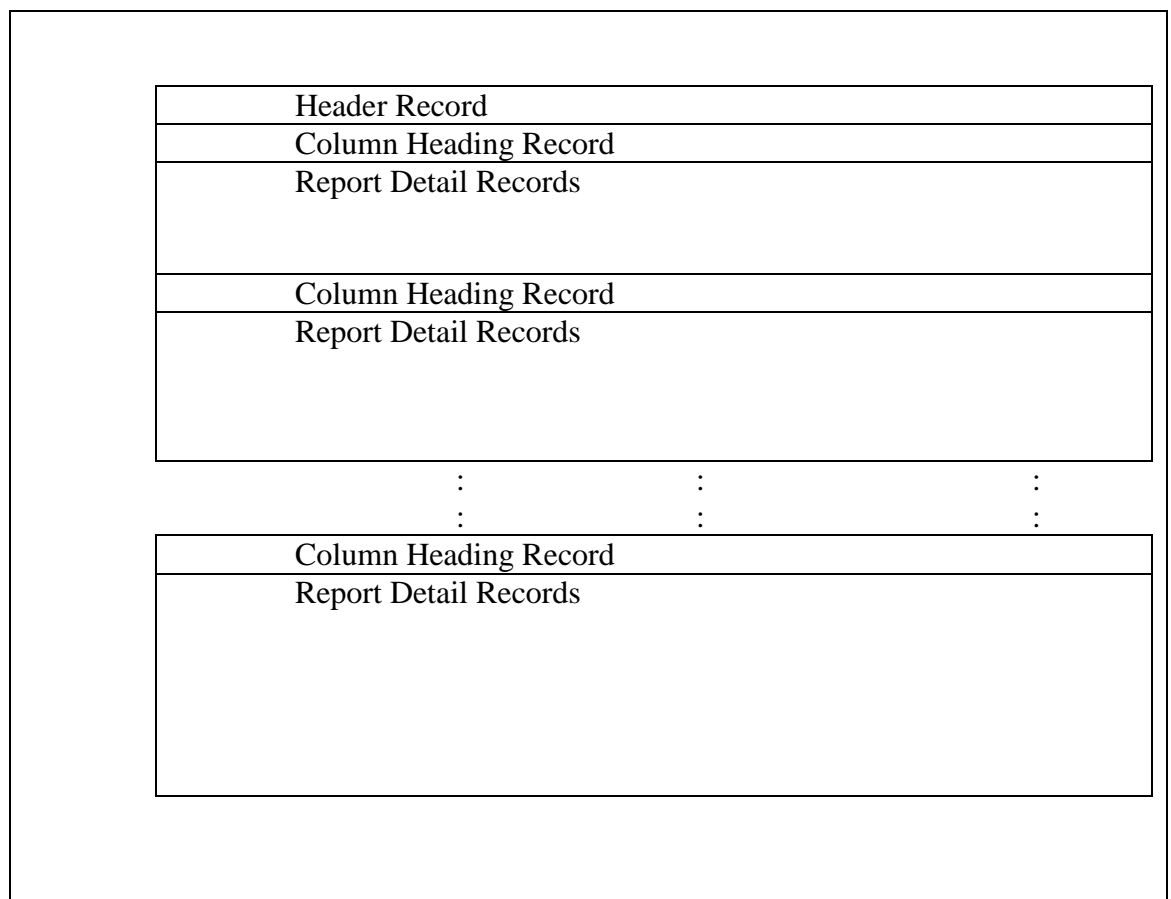 Header Record
Column Heading Record
Report Detail Records
Column Heading Record
Report Detail Records
: : :
: : :
Column Heading Record
Report Detail Records